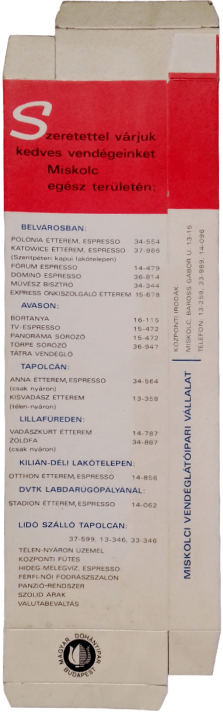 Szeretettel várjuk
kedves vendégeinket
Miskolc
egész területén:
BELVÁROSBAN:
POLÓNIA ÉTTEREM, ESPRESSO 34-554
KATOWICE ÉTTEREM, ESPRESSO 37-986
(Szentpéteri kapui lakótelepen)
FÓRUM ESPRESSO 14-479
DOMINÓ ESPRESSO 36-814
MŰVÉSZ BISZTRÓ 34-344
EXPRESS ÖNKISZOLGÁLÓ ÉTTEREM 15-678
AVASON:
BORTANYA 16-115
TV-ESPRESSO 15-472
PANORÁMA SÖRÖZŐ 15-472
TÖRPE SÖRÖZŐ 36-947
TÁTRA VENDÉGLŐ
TAPOLCÁN:
ANNA ÉTTEREM, ESPRESSO 34-564
(csak nyáron)
KISVADÁSZ ÉTTEREM 13-358
(télen-nyáron)
LILLAFÜREDEN:
VADÁSZKÜRT ÉTTEREM 14-787
ZÖLDFA 34-887
(csak nyáron)
KILIÁN-DÉLI LAKÓTELEPEN:
OTTHON ÉTTEREM, ESPRESSO 14-856
DVTK LABDARÚGÓPÁLYÁNÁL:
STADION ÉTTEREM, ESPRESSO 14-062
LIDÓ SZÁLLÓ TAPOLCÁN:
37-599, 13-346, 33-346
TÉLEN-NYÁRON ÜZEMEL
KÖZPONTI FŰTÉS
HIDEG-MELEGVÍZ, ESPRESSO
FÉRFI-NŐI FODRÁSZSZALON
PANZIÓ-RENDSZER
SZOLID ÁRAK
VALUTABEVÁLTÁS
MAGYAR DOHÁNYIPAR
BUDAPEST
KÖZPONTI IRODÁK:
MISKOLC, BAROSS GÁBOR U. 13-15
TELEFON: 13-259, 33-989, 14-096
MISKOLCI VENDÉGLÁTÓIPARI VÁLLALAT